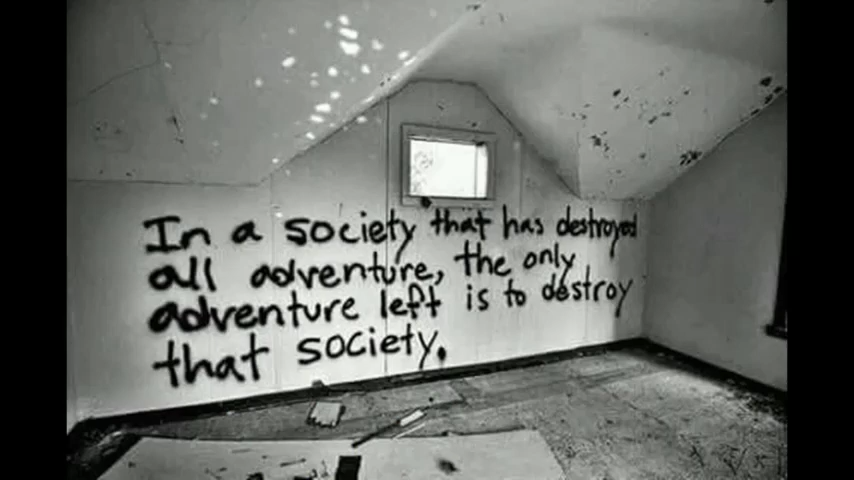 In a society that has destroyed
all adventure, the only
adventure left is to destroy
that society.